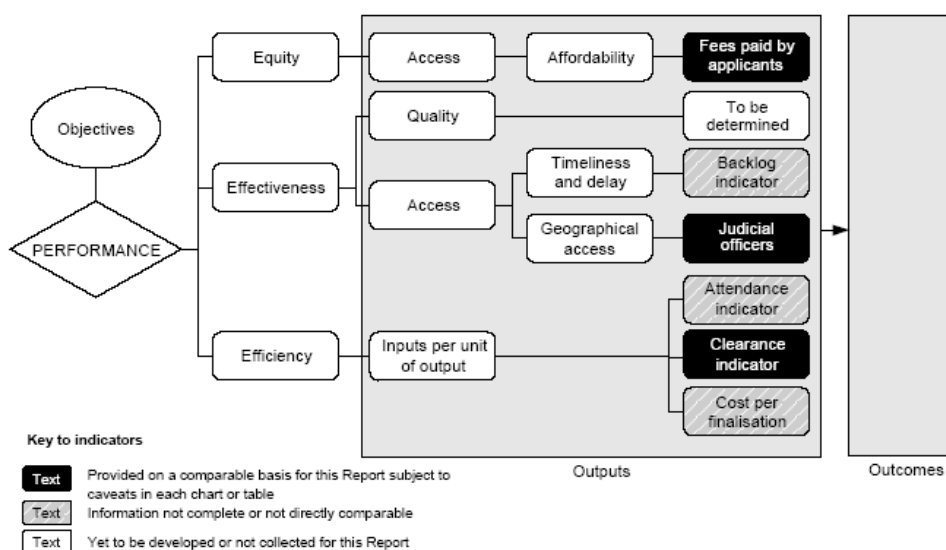 Equity
Access
Affordability
Fees paid by
applicants
Objectives
Quality
To be
determined
Effectiveness
Timeliness
and delay
Backlog
indicator
Access
PERFORMANCE
Geographical
access
Judicial
officers
Attendance
indicator
Efficiency
Inputs per unit
of output
Clearance
indicator
Cost per
finalisation
Key to indicators
Outputs
Outcomes
Text
Provided on a comparable basis for this Report subject to
caveats in each chart or table
Text
Information not complete or not directly comparable
Text
Yet to be developed or not collected for this Report